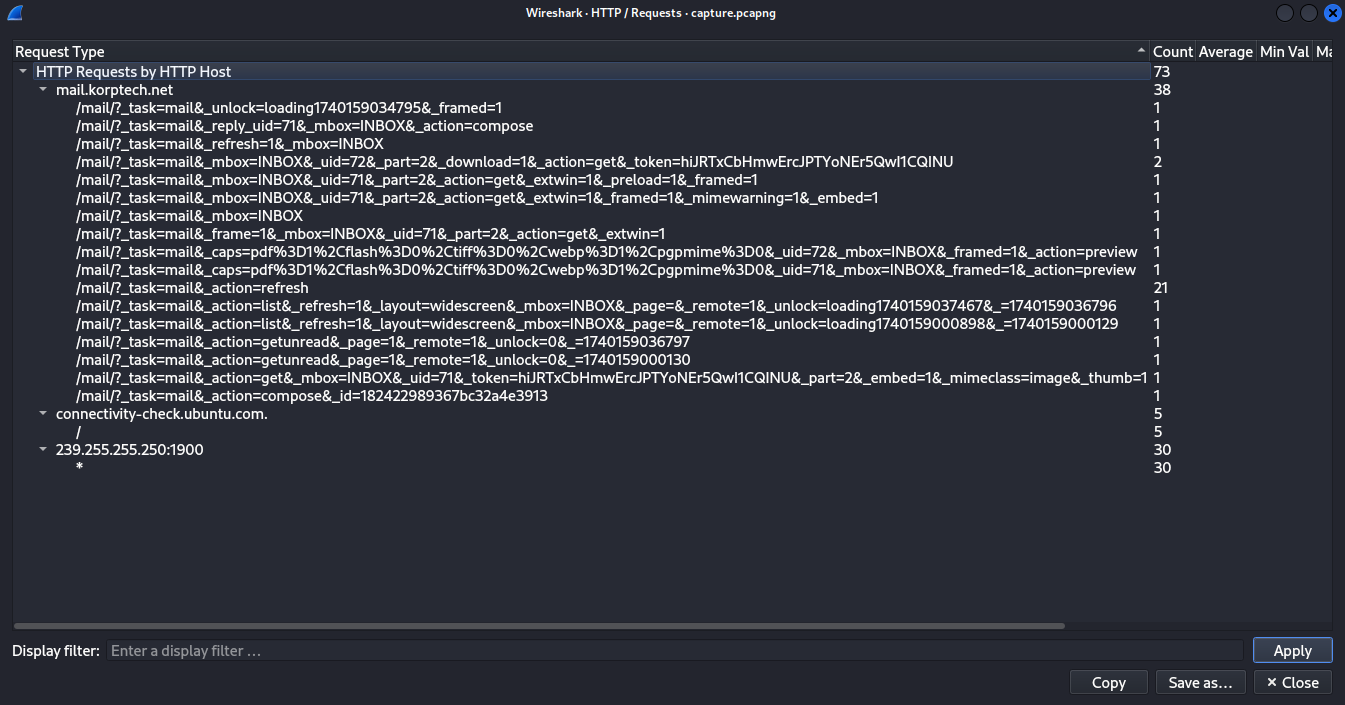 Wireshark · HTTP / Requests · capture.pcapng
Request Type Count Average Min Val Ma
HTTP Requests by HTTP Host 73
mail.korptech.net 38
/mail/?_task=mail&_unlock=loading1740159034795&_framed=1 1
/mail/?_task=mail&_reply_uid=71&_mbox=INBOX&_action=compose 1
/mail/?_task=mail&_refresh=1&_mbox=INBOX 1
/mail/?_task=mail&_mbox=INBOX&_uid=72&_part=2&_download=1&_action=get&_token=hiJRTxCbHmwErcJPTYoNEr5QwI1CQINU 2
/mail/?_task=mail&_mbox=INBOX&_uid=71&_part=2&_action=get&_extwin=1&_preload=1&_framed=1 1
/mail/?_task=mail&_mbox=INBOX&_uid=71&_part=2&_action=get&_extwin=1&_framed=1&_mimewarning=1&_embed=1 1
/mail/?_task=mail&_mbox=INBOX 1
/mail/?_task=mail&_frame=1&_mbox=INBOX&_uid=71&_part=2&_action=get&_extwin=1 1
/mail/?_task=mail&_caps=pdf%3D1%2Cflash%3D0%2Ctiff%3D0%2Cwebp%3D1%2Cpgpmime%3D0&_uid=72&_mbox=INBOX&_framed=1&_action=preview 1
/mail/?_task=mail&_caps=pdf%3D1%2Cflash%3D0%2Ctiff%3D0%2Cwebp%3D1%2Cpgpmime%3D0&_uid=71&_mbox=INBOX&_framed=1&_action=preview 1
/mail/?_task=mail&_action=refresh 21
/mail/?_task=mail&_action=list&_refresh=1&_layout=widescreen&_mbox=INBOX&_page=&_remote=1&_unlock=loading1740159037467&_=1740159036796 1
/mail/?_task=mail&_action=list&_refresh=1&_layout=widescreen&_mbox=INBOX&_page=&_remote=1&_unlock=loading1740159000898&_=1740159000129 1
/mail/?_task=mail&_action=getunread&_page=1&_remote=1&_unlock=0&_=1740159036797 1
/mail/?_task=mail&_action=getunread&_page=1&_remote=1&_unlock=0&_=1740159000130 1
/mail/?_task=mail&_action=get&_mbox=INBOX&_uid=71&_token=hiJRTxCbHmwErcJPTYoNEr5QwI1CQINU&_part=2&_embed=1&_mimeclass=image&_thumb=1 1
/mail/?_task=mail&_action=compose&_id=182422989367bc32a4e3913 1
connectivity-check.ubuntu.com. 5
/ 5
239.255.255.250:1900 30
* 30
Display filter: Enter a display filter … Apply
Copy Save as… Close